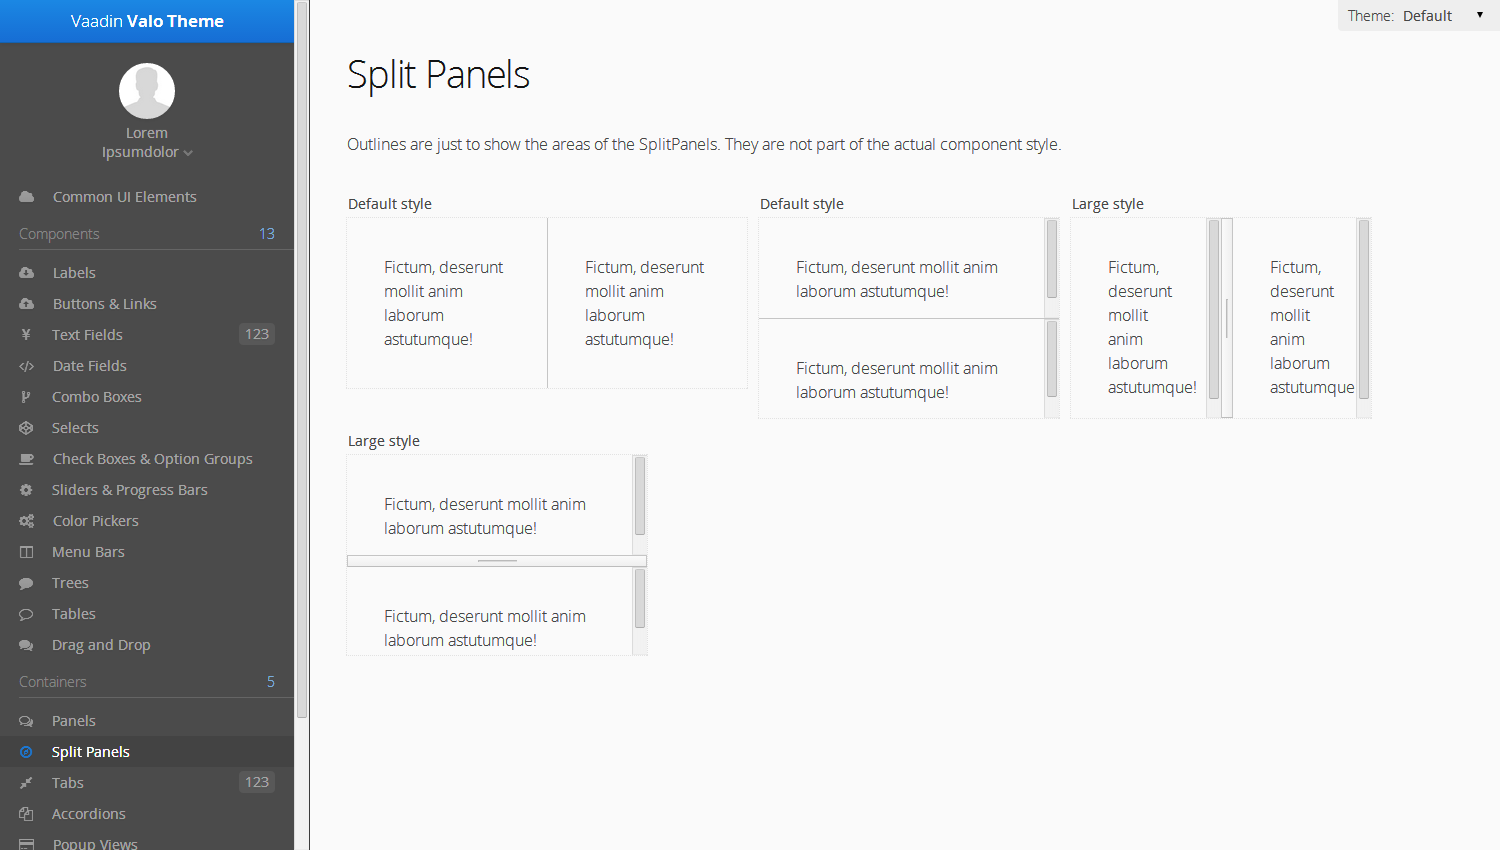 Vaadin Valo Theme
Lorem
Ipsumdolor
Common UI Elements
Components 13
Labels
Buttons & Links
Text Fields 123
Date Fields
Combo Boxes
Selects
Check Boxes & Option Groups
Sliders & Progress Bars
Color Pickers
Menu Bars
Trees
Tables
Drag and Drop
Containers 5
Panels
Split Panels
Tabs 123
Accordions
Popup Views
Theme: Default
Split Panels
Outlines are just to show the areas of the SplitPanels. They are not part of the actual component style.
Default style
Fictum, deserunt
mollit anim
laborum
astutumque!
Fictum, deserunt
mollit anim
laborum
astutumque!
Default style
Fictum, deserunt mollit anim
laborum astutumque!
Fictum, deserunt mollit anim
laborum astutumque!
Large style
Fictum,
deserunt
mollit
anim
laborum
astutumque!
Fictum,
deserunt
mollit
anim
laborum
astutumque
Large style
Fictum, deserunt mollit anim
laborum astutumque!
Fictum, deserunt mollit anim
laborum astutumque!